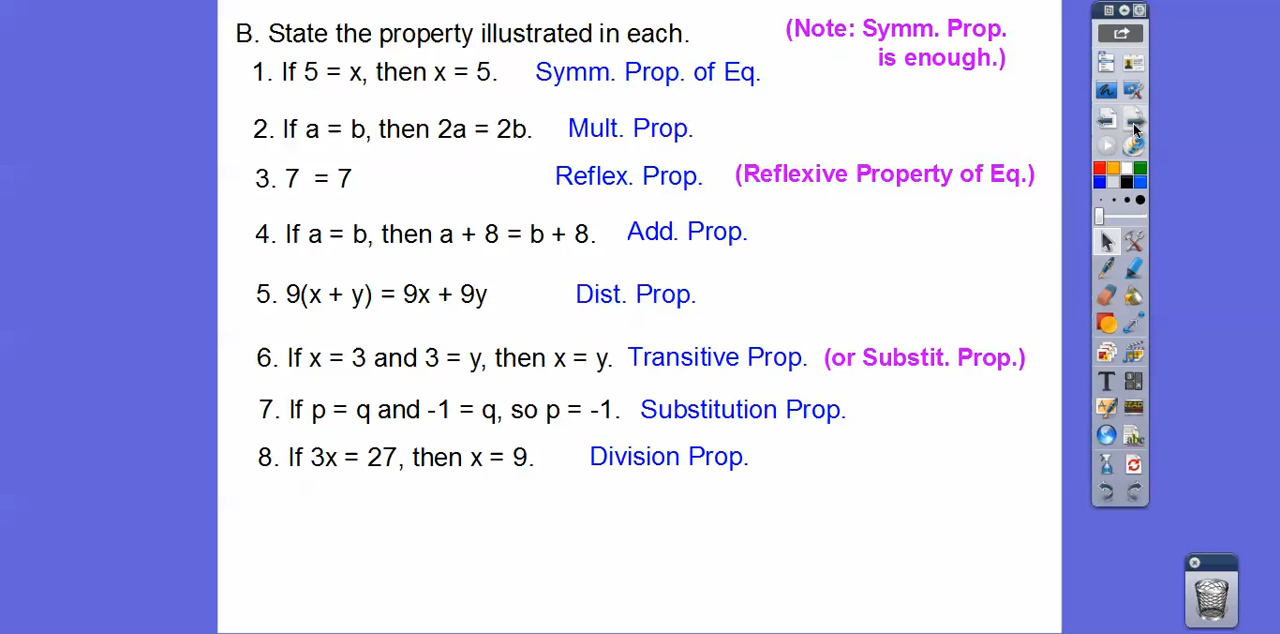 B. State the property illustrated in each.
(Note: Symm. Prop.
is enough.)
1. If 5 = x, then x = 5. Symm. Prop. of Eq.
2. If a = b, then 2a = 2b. Mult. Prop.
3. 7 = 7 Reflex. Prop. (Reflexive Property of Eq.)
4. If a = b, then a + 8 = b + 8. Add. Prop.
5. 9(x + y) = 9x + 9y Dist. Prop.
6. If x = 3 and 3 = y, then x = y. Transitive Prop. (or Substit. Prop.)
7. If p = q and -1 = q, so p = -1. Substitution Prop.
8. If 3x = 27, then x = 9. Division Prop.
T
abc